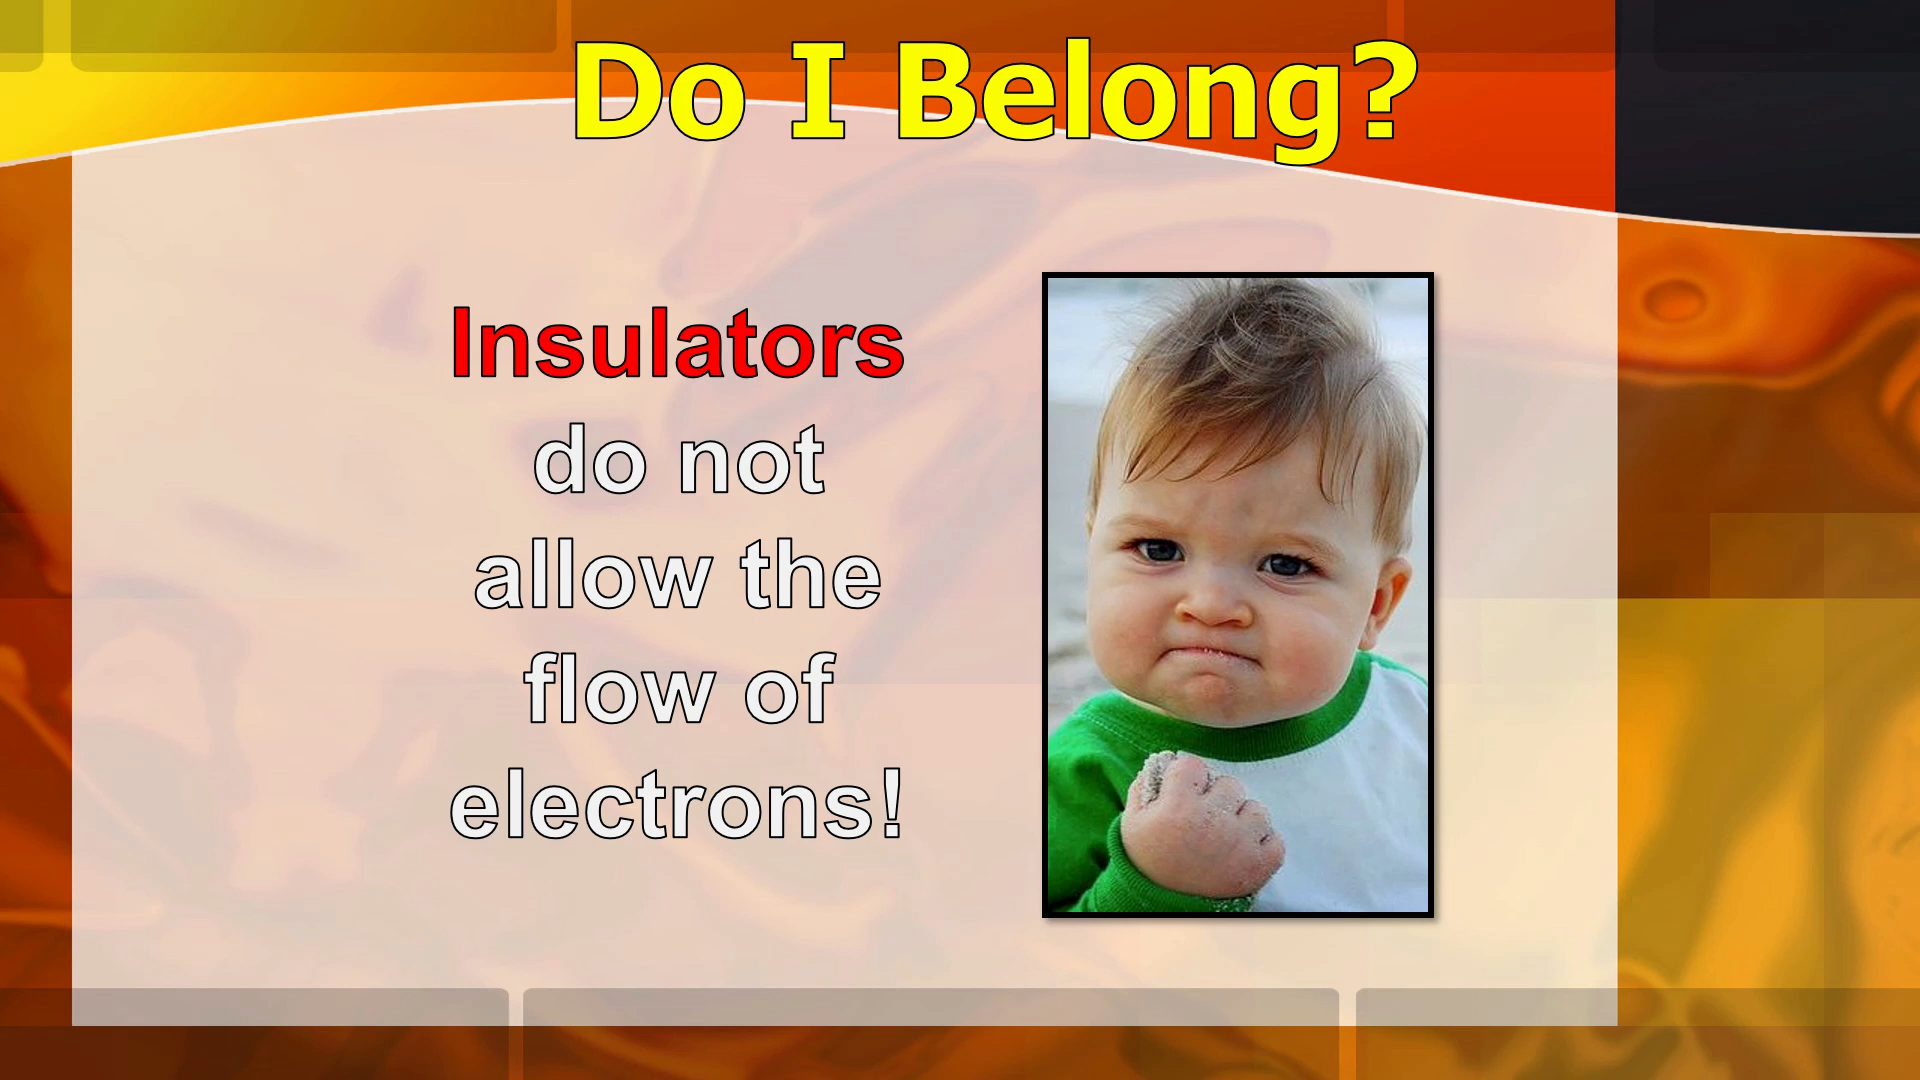 Do I Belong?
Insulators
do not
allow the
flow of
electrons!